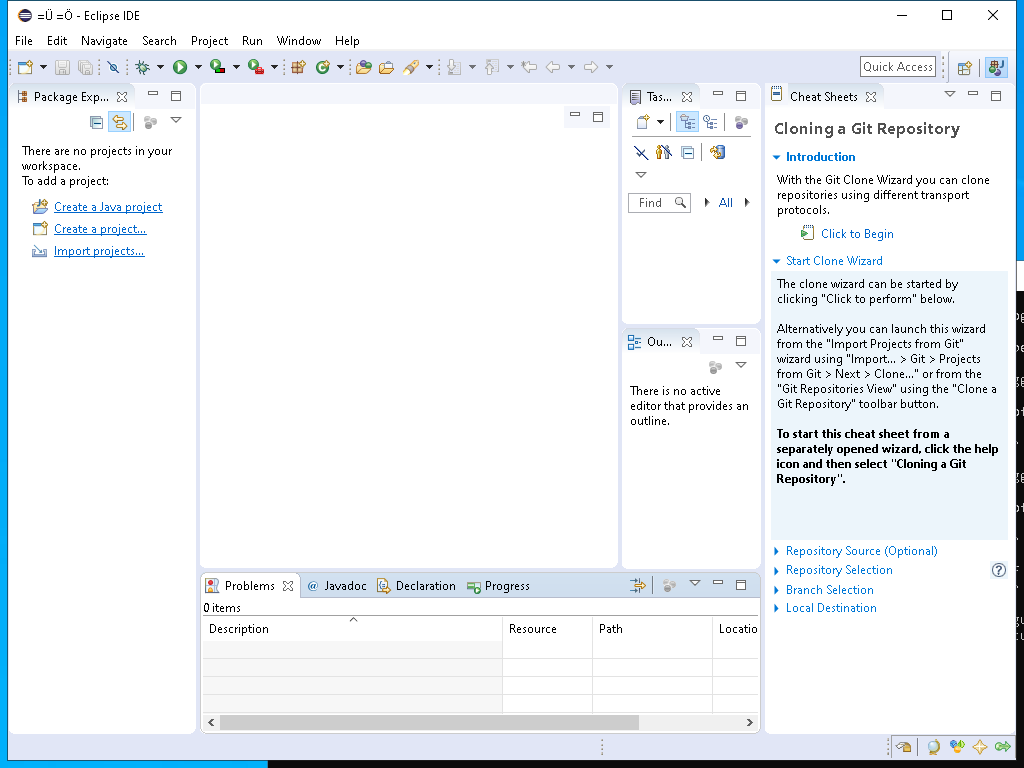 =Ü =Ö - Eclipse IDE
File Edit Navigate Search Project Run Window Help
Quick Access
Package Exp...
There are no projects in your
workspace.
To add a project:
Create a Java project
Create a project...
Import projects...
Tas...
Find
All
Ou...
There is no active
editor that provides an
outline.
Cheat Sheets
Cloning a Git Repository
Introduction
With the Git Clone Wizard you can clone
repositories using different transport
protocols.
Click to Begin
Start Clone Wizard
The clone wizard can be started by
clicking "Click to perform" below.
Alternatively you can launch this wizard
from the "Import Projects from Git"
wizard using "Import... > Git > Projects
from Git > Next > Clone..." or from the
"Git Repositories View" using the "Clone a
Git Repository" toolbar button.
To start this cheat sheet from a
separately opened wizard, click the help
icon and then select "Cloning a Git
Repository".
Repository Source (Optional)
Repository Selection
Branch Selection
Local Destination
Problems Javadoc Declaration Progress
0 items
Description Resource Path Locatio